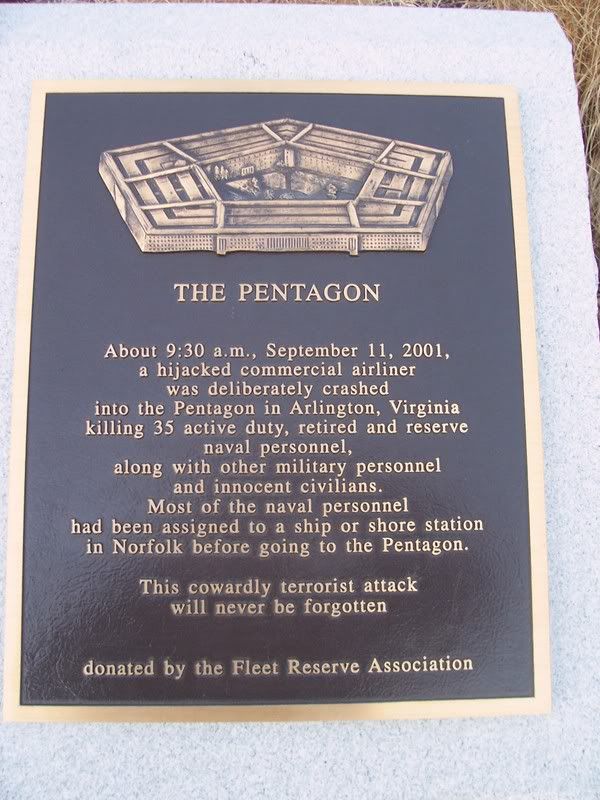 THE PENTAGON
About 9:30 a.m., September 11, 2001,
a hijacked commercial airliner
was deliberately crashed
into the Pentagon in Arlington, Virginia
killing 35 active duty, retired and reserve
naval personnel,
along with other military personnel
and innocent civilians.
Most of the naval personnel
had been assigned to a ship or shore station
in Norfolk before going to the Pentagon.
This cowardly terrorist attack
will never be forgotten
donated by the Fleet Reserve Association